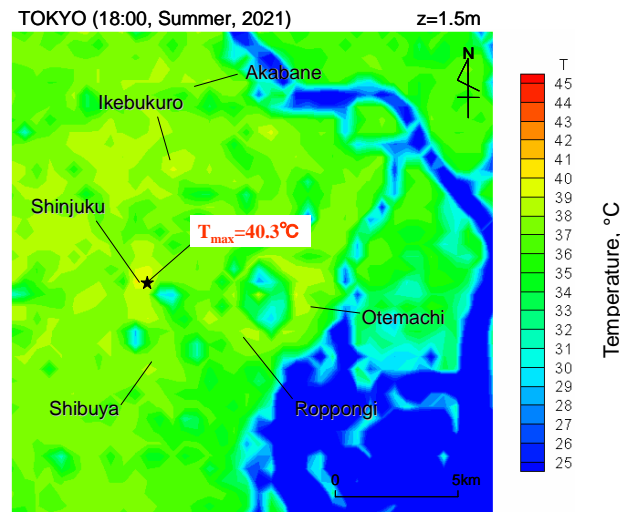 TOKYO (18:00, Summer, 2021) z=1.5m
N
Akabane
Ikebukuro
Shinjuku
Tmax=40.3℃
Otemachi
Shibuya
Roppongi
0 5km
T
45
44
43
42
41
40
39
38
37
36
35
34
33
32
31
30
29
28
27
26
25
Temperature, °C